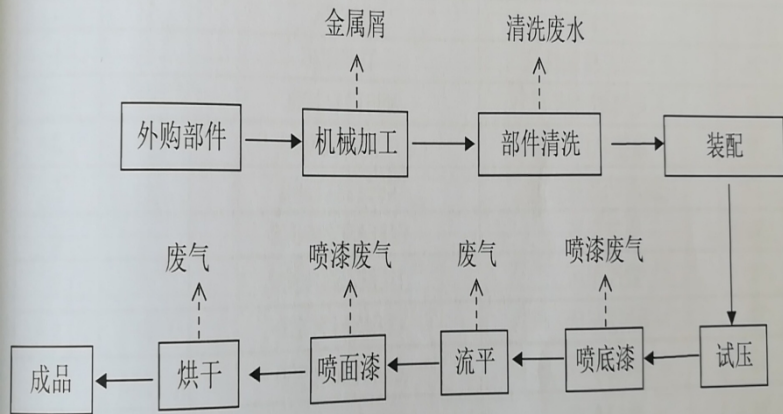 金属屑
清洗废水
外购部件
机械加工
部件清洗
装配
废气
喷漆废气
废气
喷漆废气
成品
烘干
喷面漆
流平
喷底漆
试压